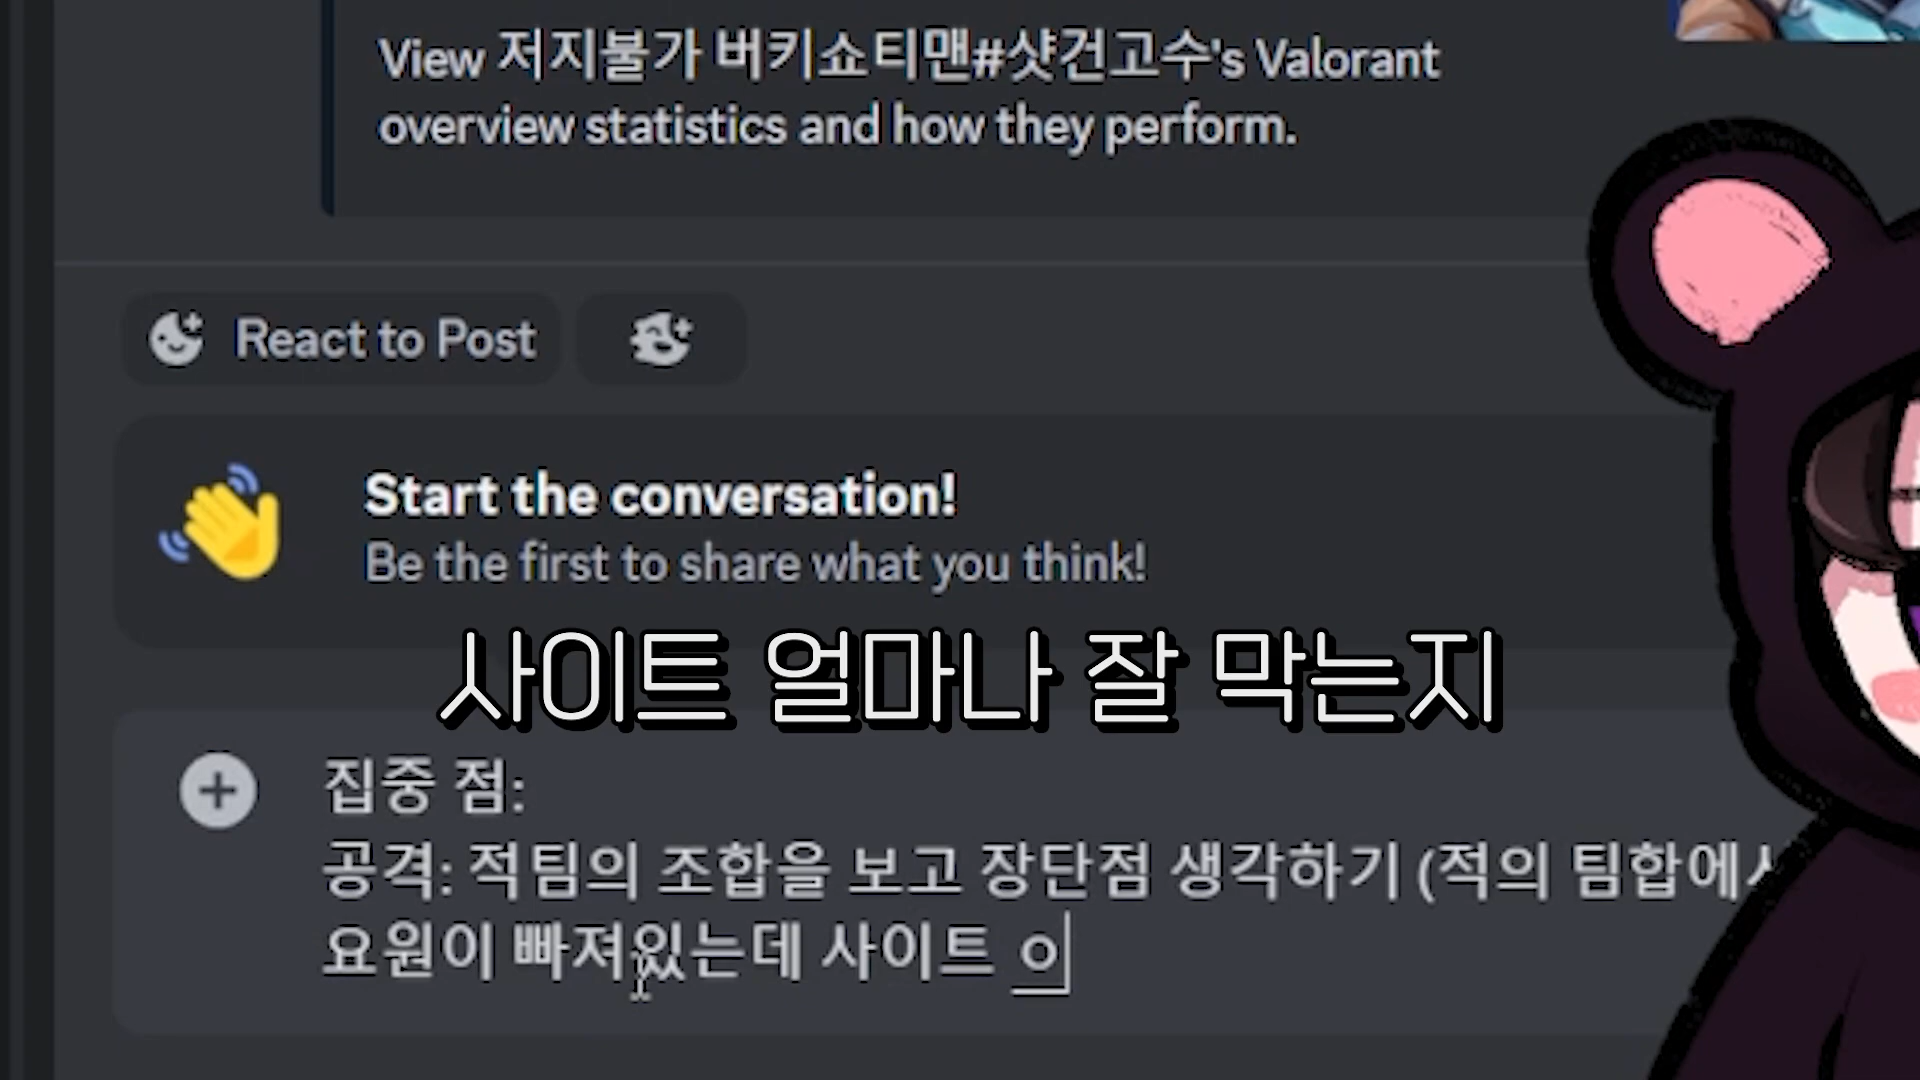 View 저지불가 버키쇼티맨#샷건고수's Valorant
overview statistics and how they perform.
React to Post
Start the conversation!
Be the first to share what you think!
사이트 얼마나 잘 막는지
집중 점:
공격: 적팀의 조합을 보고 장단점 생각하기 (적의 팀합에서
요원이 빠져있는데 사이트 ㅇ